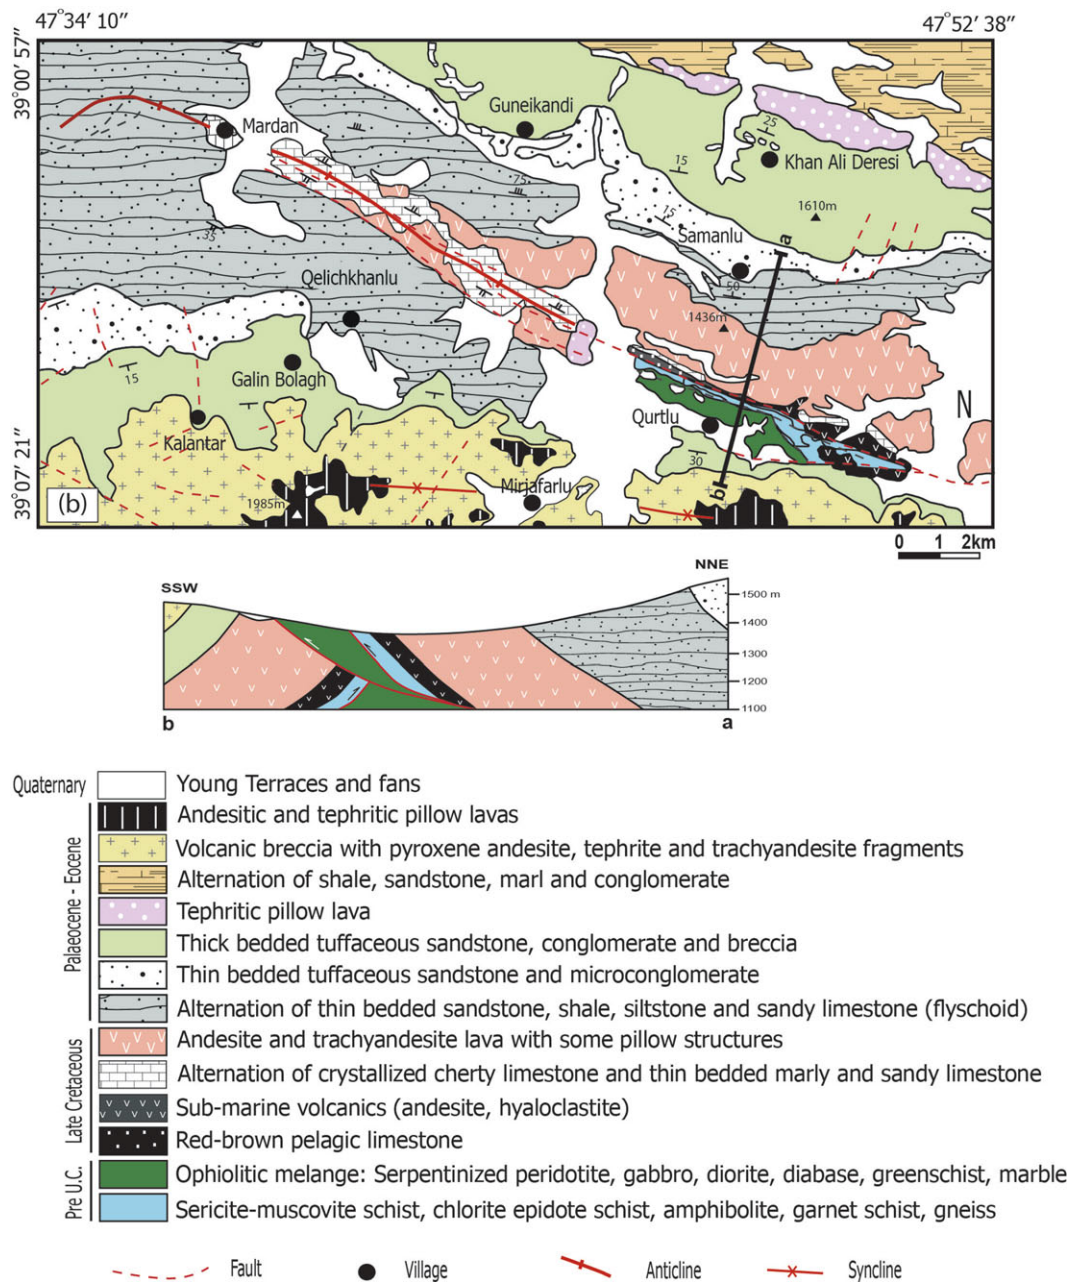 47°34' 10"
47°52' 38"
39°00' 57"
Guneikandi
Mardan
25
Khan Ali Deresi
15
75
1610m
15
35
Samanlu
a
Qelichkhanlu
50
1436m
15
Galin Bolagh
N
Qurtlu
Kalantar
30
39°07' 21"
(b)
1985m
Mirjafarlu
b
0 1 2km
SSW
NNE
1500 m
1400
1300
1200
1100
b
a
Quaternary
Young Terraces and fans
Palaeocene - Eocene
Andesitic and tephritic pillow lavas
Volcanic breccia with pyroxene andesite, tephrite and trachyandesite fragments
Alternation of shale, sandstone, marl and conglomerate
Tephritic pillow lava
Thick bedded tuffaceous sandstone, conglomerate and breccia
Thin bedded tuffaceous sandstone and microconglomerate
Alternation of thin bedded sandstone, shale, siltstone and sandy limestone (flyschoid)
Late Cretaceous
Andesite and trachyandesite lava with some pillow structures
Alternation of crystallized cherty limestone and thin bedded marly and sandy limestone
Sub-marine volcanics (andesite, hyaloclastite)
Red-brown pelagic limestone
Pre U.C.
Ophiolitic melange: Serpentinized peridotite, gabbro, diorite, diabase, greenschist, marble
Sericite-muscovite schist, chlorite epidote schist, amphibolite, garnet schist, gneiss
Fault
Village
Anticline
Syncline